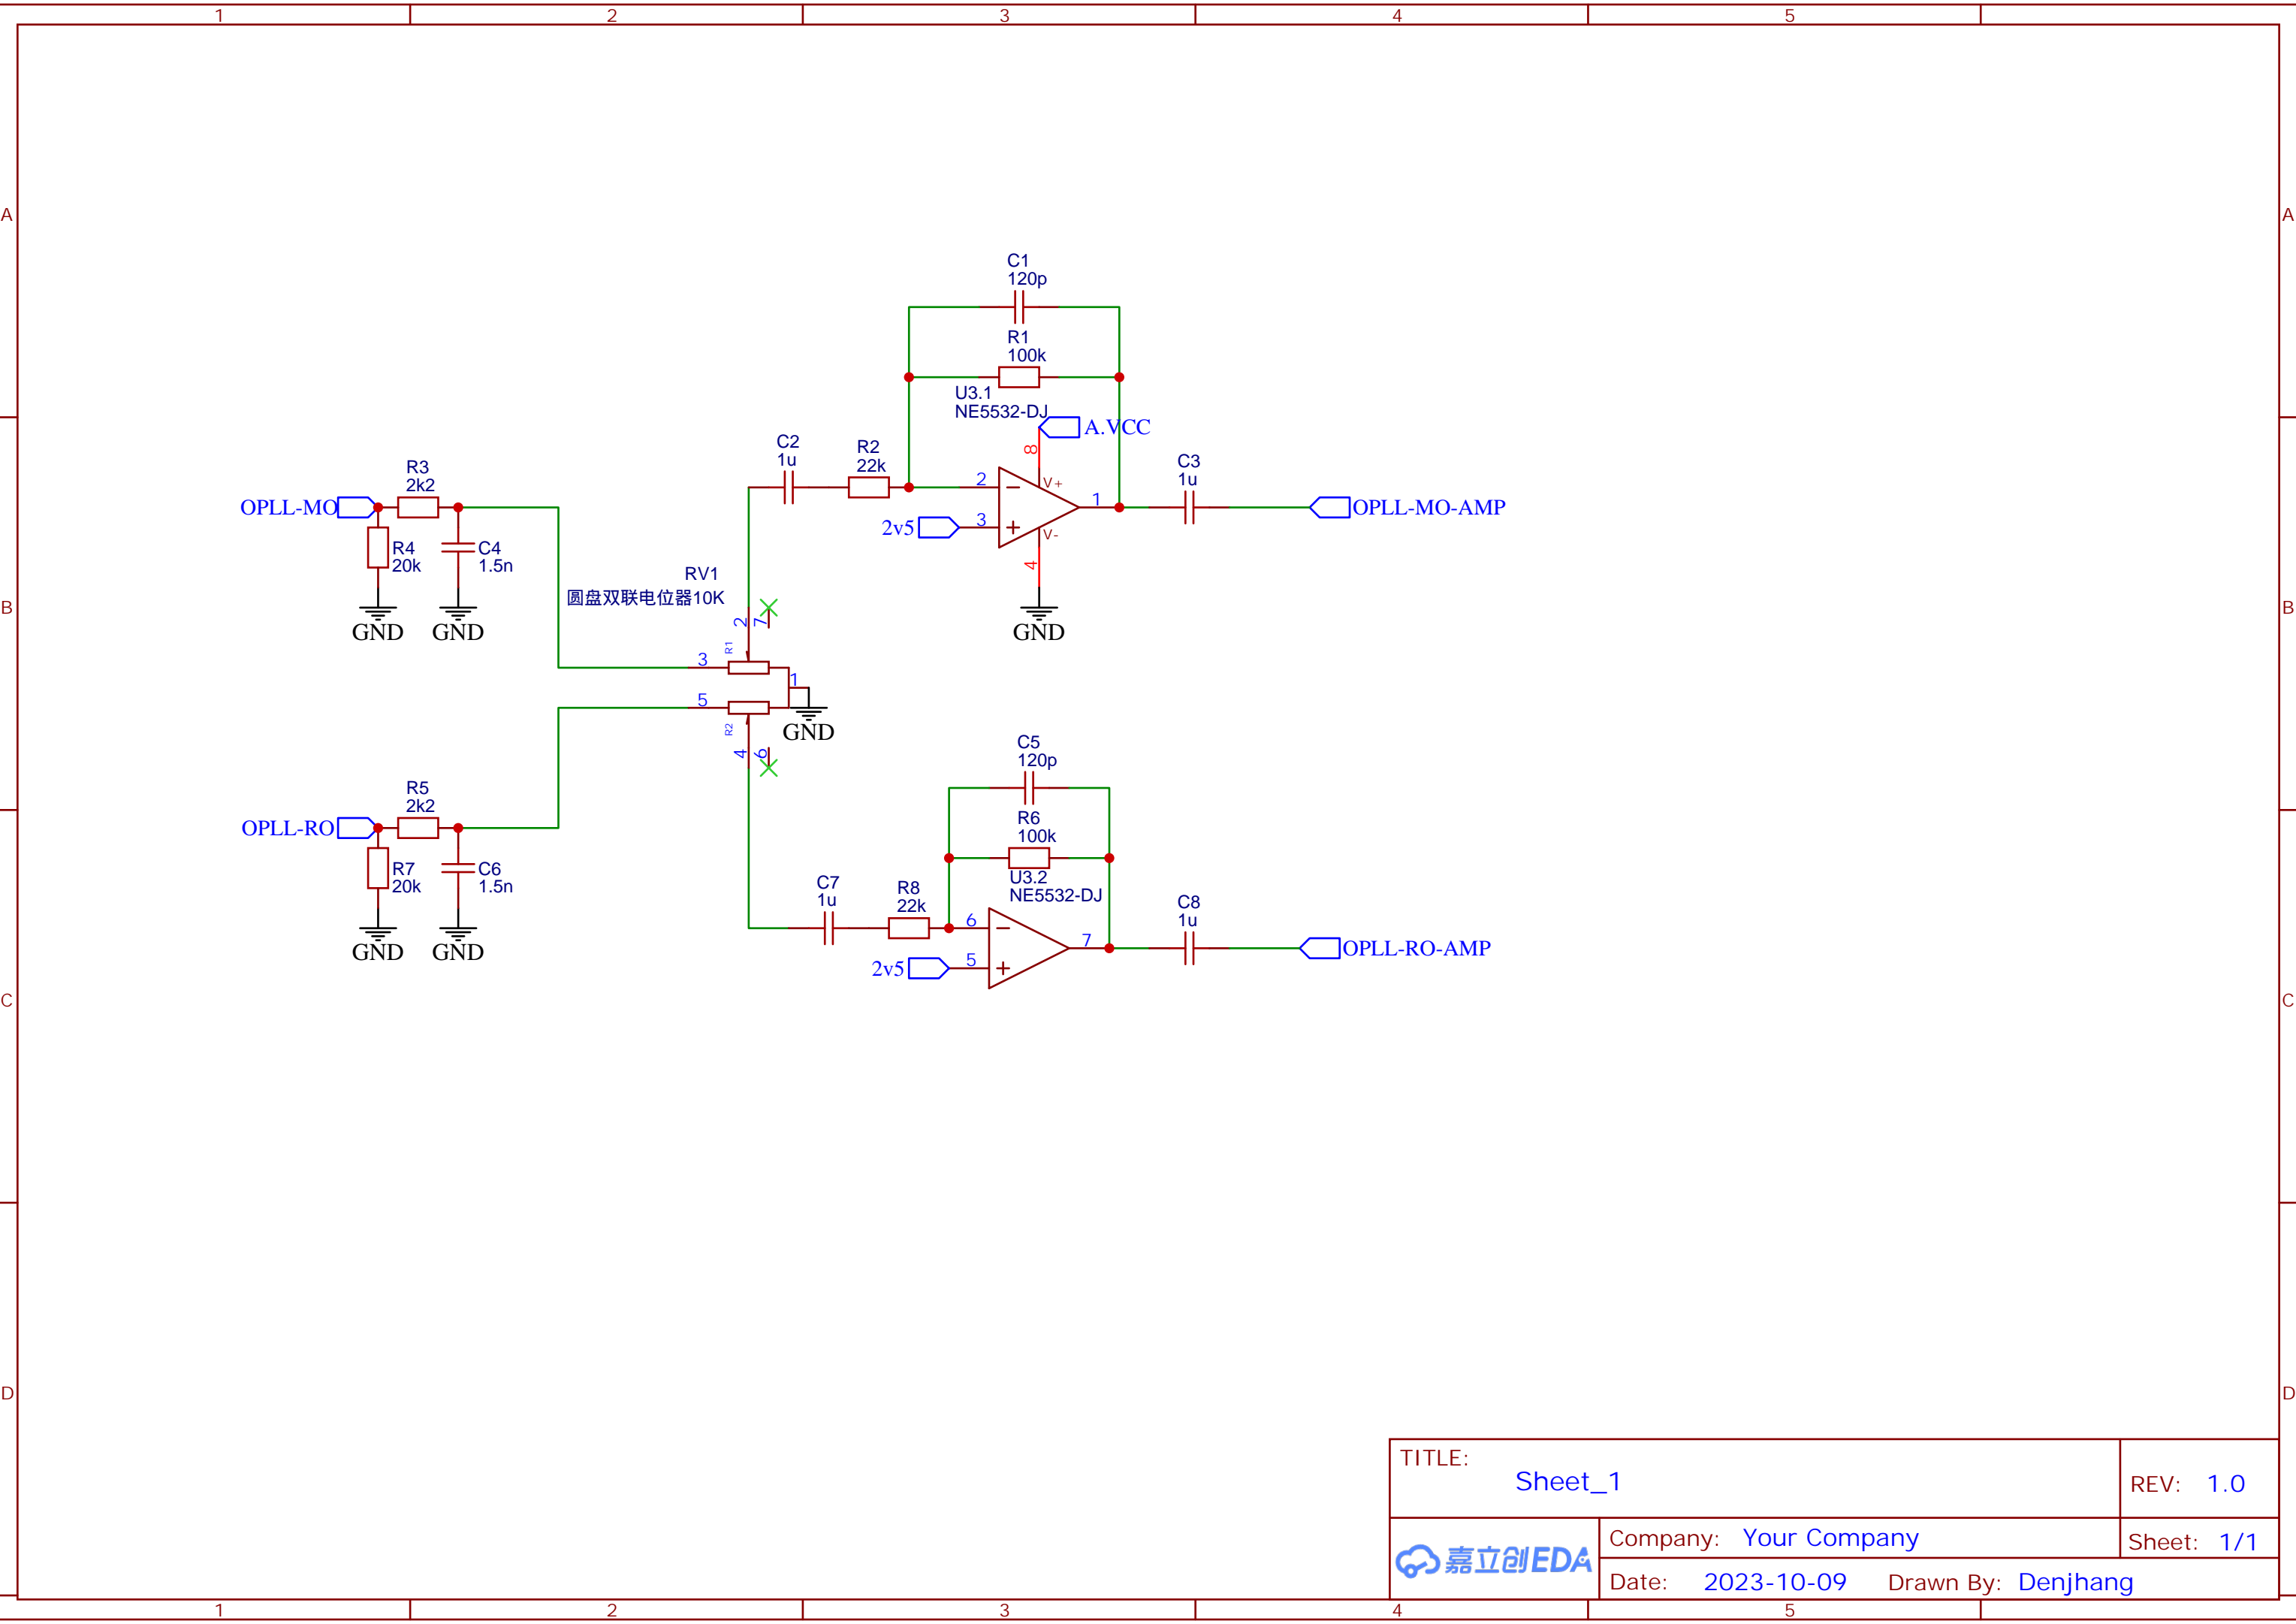 1 2 3 4 5
A A
C1
120p
R1
100k
U3.1
NE5532-DJ
A.VCC
8
C2
1u
R2
22k
2
V+
1
C3
1u
R3
2k2
OPLL-MO
OPLL-MO-AMP
2v5
3
V-
4
R4
20k
C4
1.5n
GND
GND
GND
RV1
圆盘双联电位器10K
B B
2
7
R1
3
1
5
R2
GND
4
6
C5
120p
R5
2k2
OPLL-RO
R6
100k
U3.2
NE5532-DJ
R7
20k
C6
1.5n
GND
GND
C7
1u
R8
22k
6
7
C8
1u
OPLL-RO-AMP
2v5
5
C C
D D
TITLE:
Sheet_1
REV: 1.0
嘉立创EDA
Company: Your Company
Sheet: 1/1
Date: 2023-10-09 Drawn By: Denjhang
1 2 3 4 5